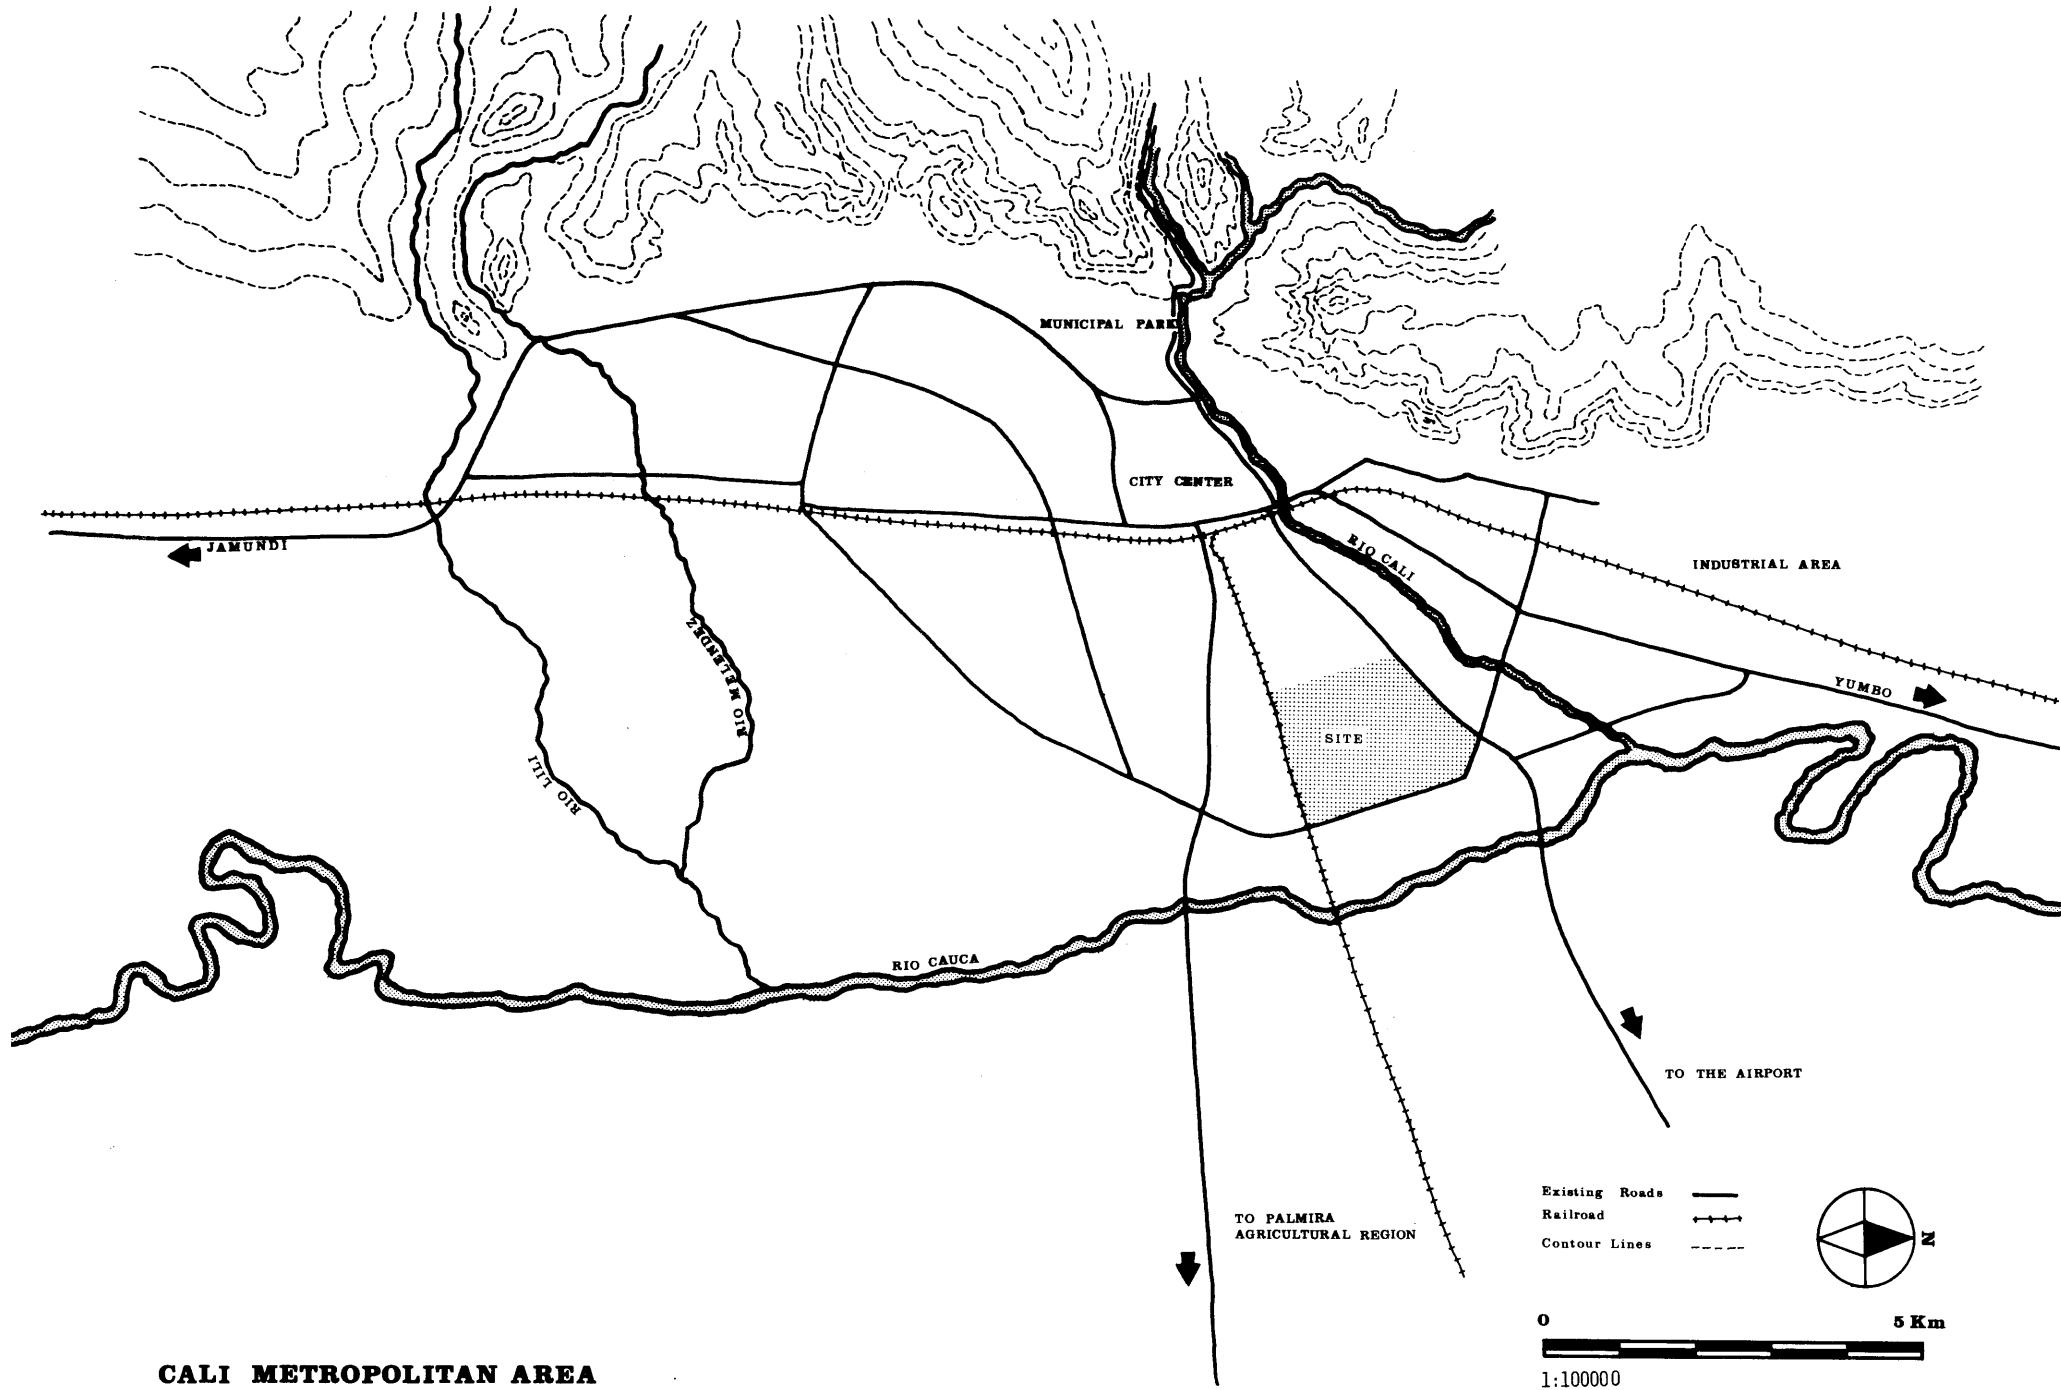 MUNICIPAL PARK
CITY CENTER
JAMUNDI
RIO CALI
INDUSTRIAL AREA
RIO MELENDEZ
YUMBO
SITE
RIO LILI
RIO CAUCA
TO THE AIRPORT
TO PALMIRA
AGRICULTURAL REGION
Existing Roads
Railroad
Contour Lines
N
0 5 Km
1:100000
CALI METROPOLITAN AREA